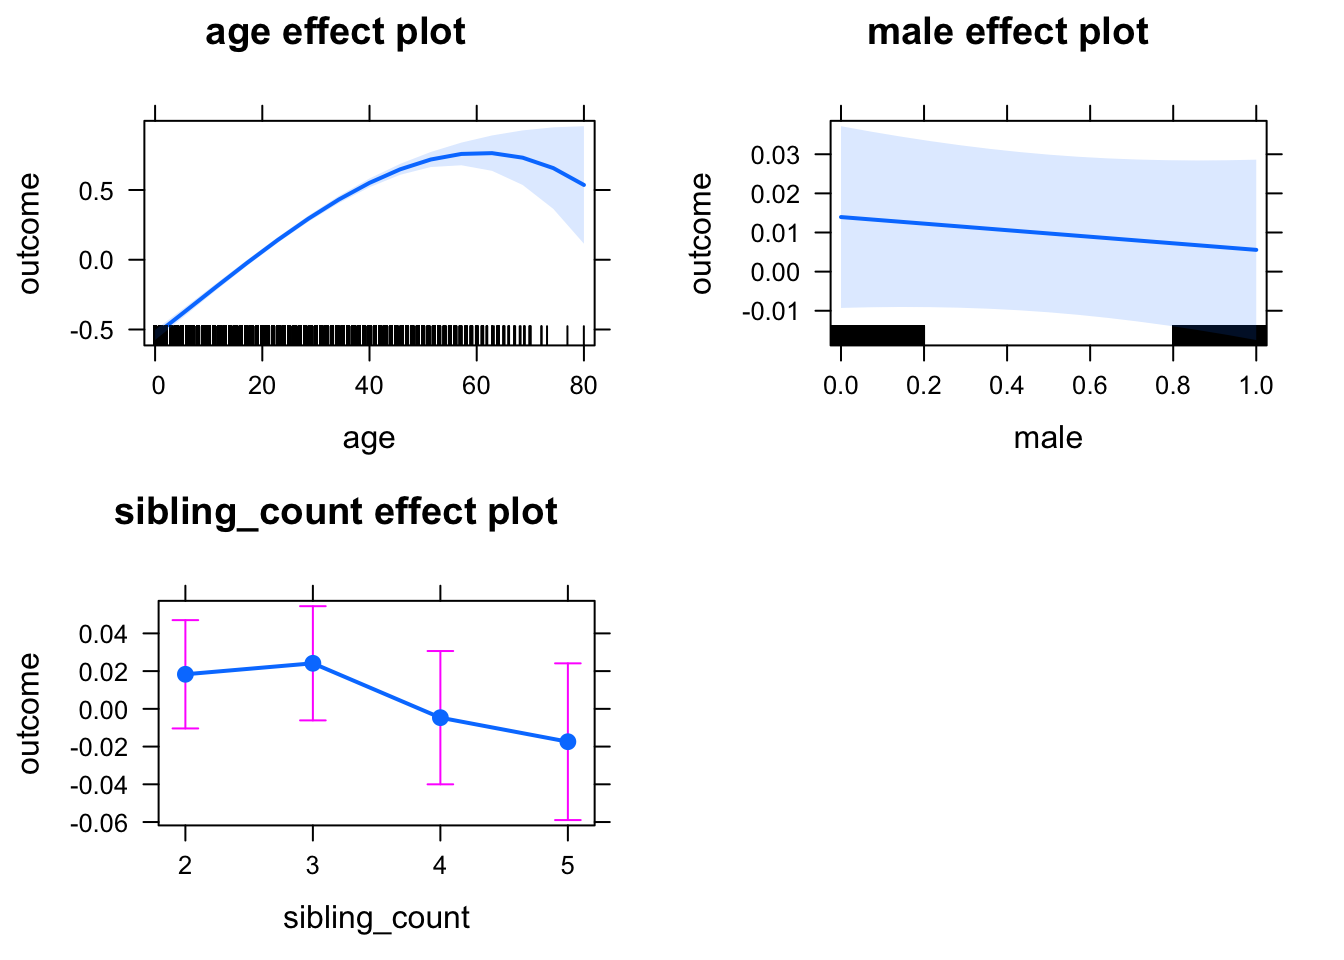 age effect plot
outcome
0.5
0.0
-0.5
0 20 40 60 80
age
male effect plot
outcome
0.03
0.02
0.01
0.00
-0.01
0.0 0.2 0.4 0.6 0.8 1.0
male
sibling_count effect plot
outcome
0.04
0.02
0.00
-0.02
-0.04
-0.06
2 3 4 5
sibling_count